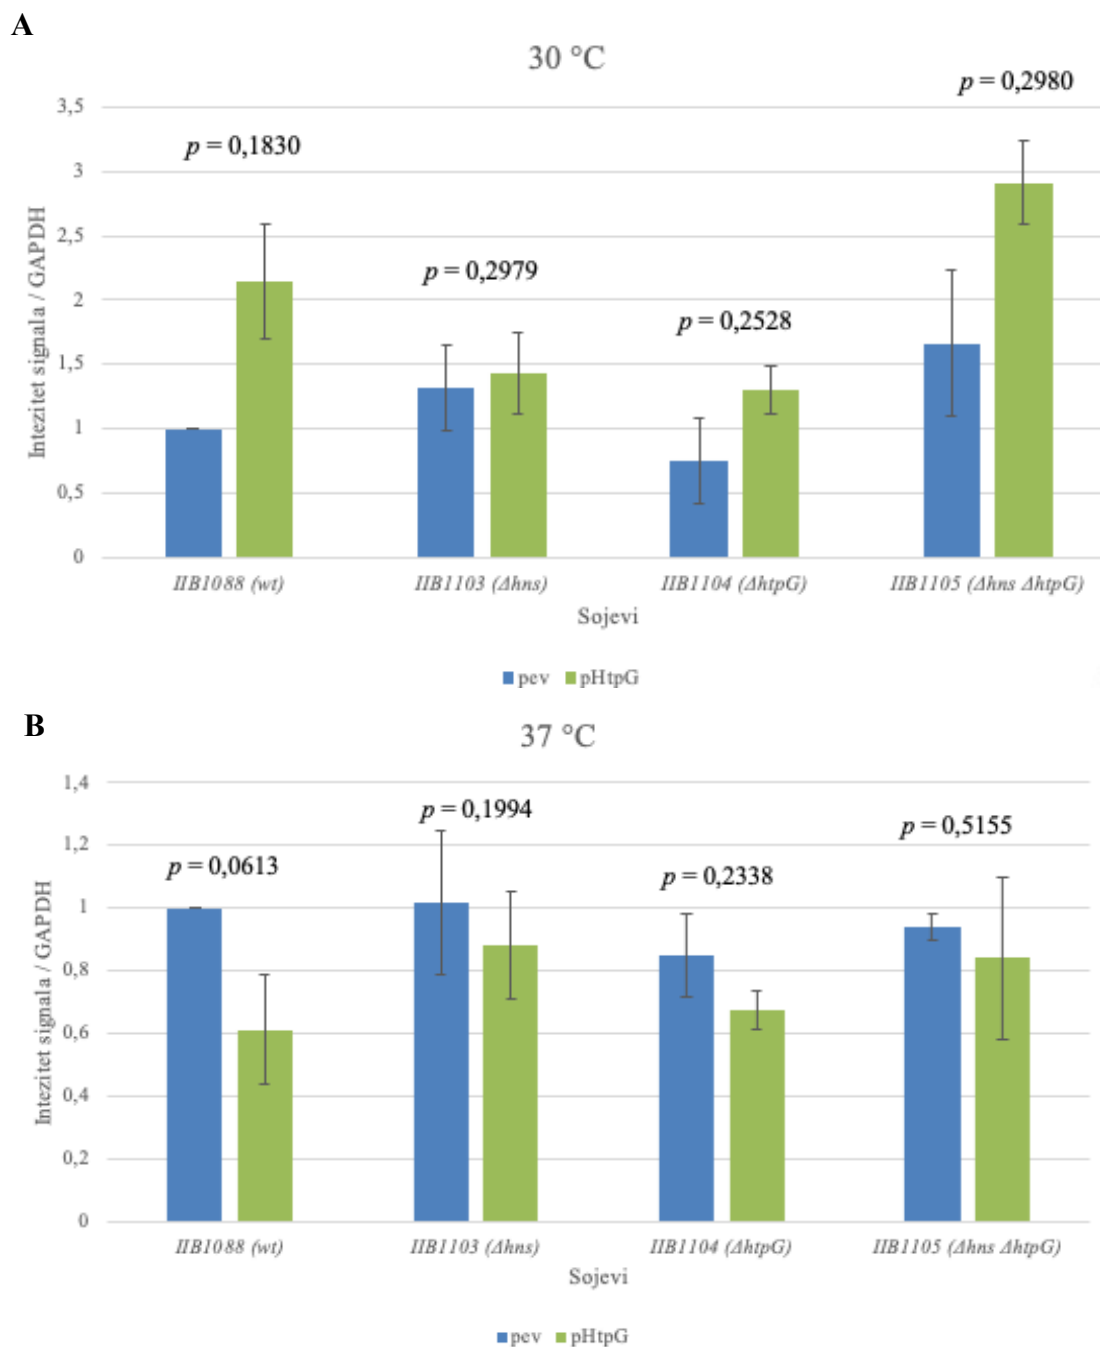 A
30 °C
3,5
p = 0,2980
p = 0,1830
3
2,5
p = 0,2979
2
p = 0,2528
1,5
1
0,5
0
Intezitet signala / GAPDH
IIB1088 (wt) IIB1103 (Δhns) IIB1104 (ΔhtpG) IIB1105 (Δhns ΔhtpG)
Sojevi
pev pHtpG
B
37 °C
1,4
p = 0,1994
p = 0,5155
1,2
p = 0,0613
p = 0,2338
1
0,8
0,6
0,4
0,2
0
Intezitet signala / GAPDH
IIB1088 (wt) IIB1103 (Δhns) IIB1104 (ΔhtpG) IIB1105 (Δhns ΔhtpG)
Sojevi
pev pHtpG